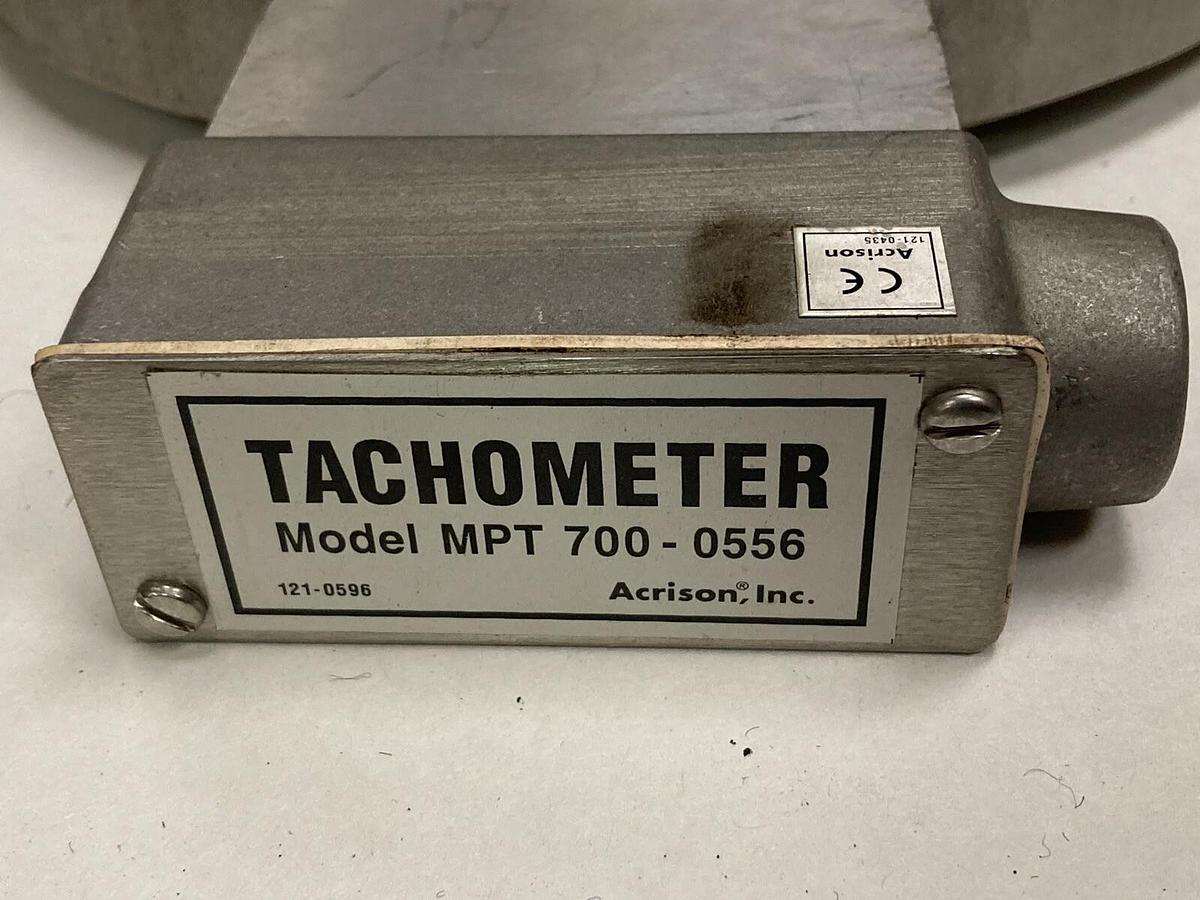 121-0435
Acrison
CE
TACHOMETER
Model MPT 700-0556
121-0596
Acrison®, Inc.